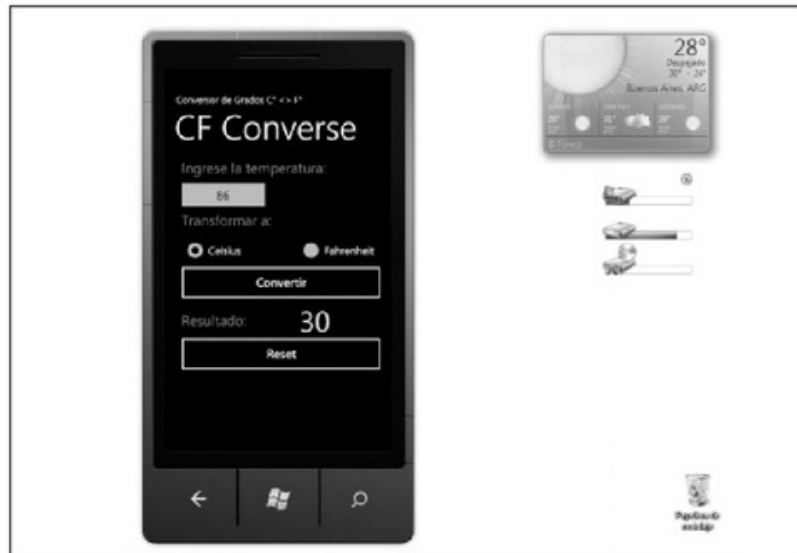 Conversor de Grados C° <> F°
CF Converse
Ingrese la temperatura:
86
Transformar a:
Celsius
Fahrenheit
Convertir
Resultado: 30
Reset
28°
Despejado
Buenos Aires, ARG